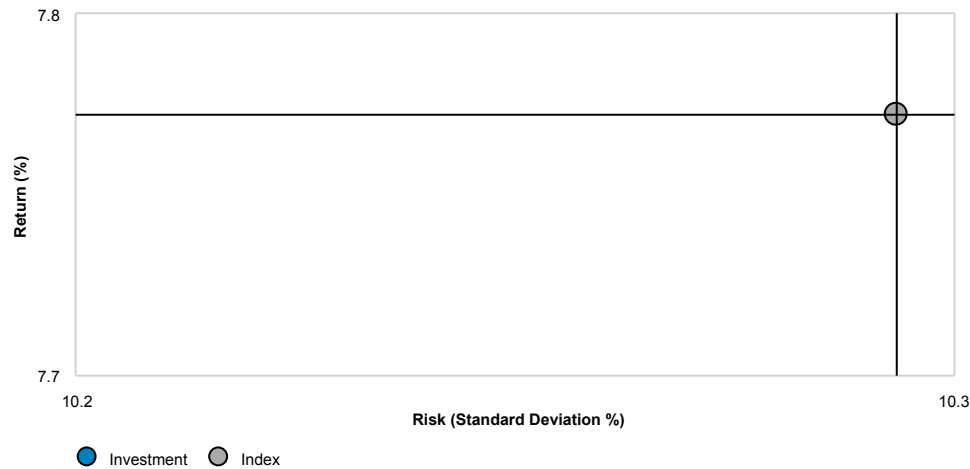 7.8
Return (%)
7.7
10.2
10.3
Risk (Standard Deviation %)
Investment
Index